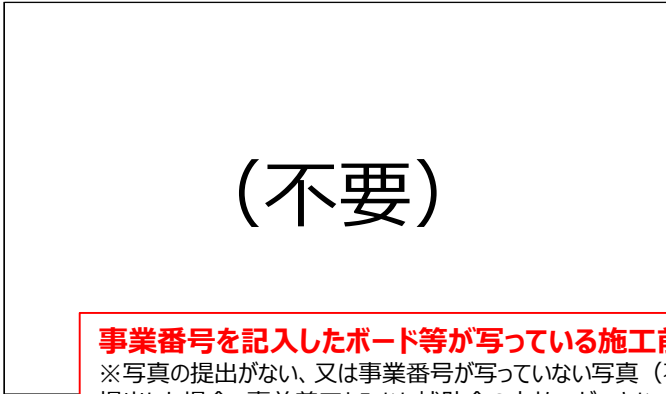 （不要）
事業番号を記入したボード等が写っている施工前
※写真の提出がない、又は事業番号が写っていない写真（